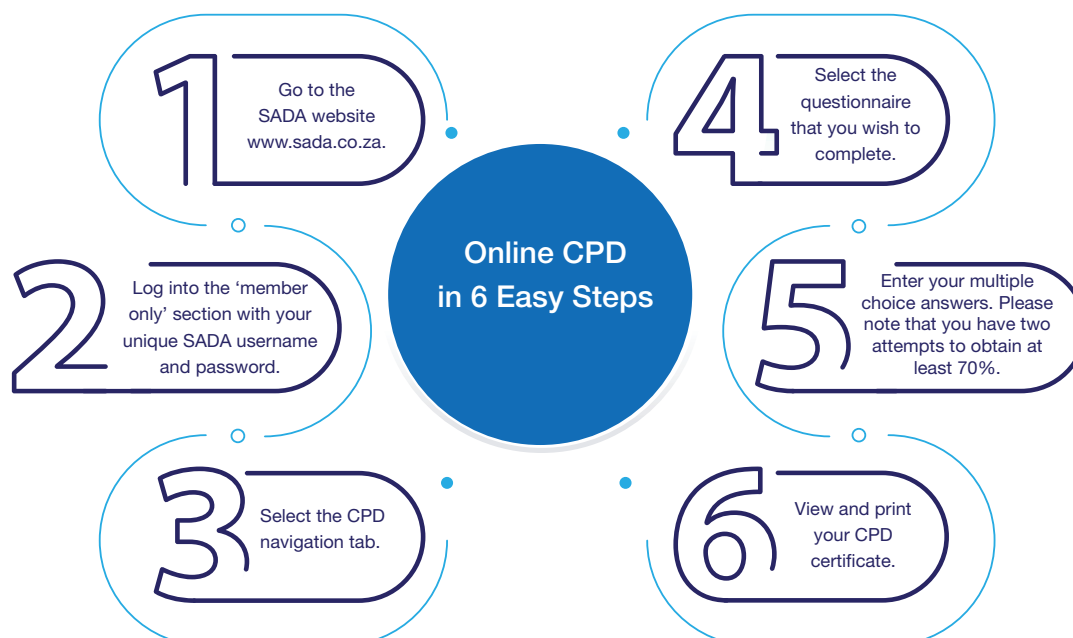 Online CPD
in 6 Easy Steps
1
Go to the
SADA website
www.sada.co.za.
2
Log into the ‘member
only’ section with your
unique SADA username
and password.
3
Select the CPD
navigation tab.
4
Select the
questionnaire
that you wish to
complete.
5
Enter your multiple
choice answers. Please
note that you have two
attempts to obtain at
least 70%.
6
View and print
your CPD
certificate.